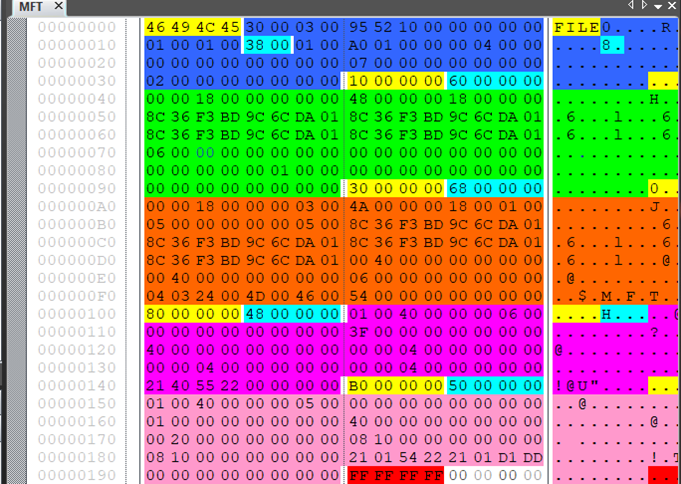 MFT
00000000 46 49 4C 45 30 00 03 00 95 52 10 00 00 00 00 00 FILE0....R.
00000010 01 00 01 00 38 00 01 00 A0 01 00 00 00 04 00 00 ....8......
00000020 00 00 00 00 00 00 00 00 07 00 00 00 00 00 00 00 ...........
00000030 02 00 00 00 00 00 00 00 10 00 00 00 60 00 00 00 ...........
00000040 00 00 18 00 00 00 00 00 48 00 00 00 18 00 00 00 ........H..
00000050 8C 36 F3 BD 9C 6C DA 01 8C 36 F3 BD 9C 6C DA 01 .6...l...6
00000060 8C 36 F3 BD 9C 6C DA 01 8C 36 F3 BD 9C 6C DA 01 .6...l...6
00000070 06 00 00 00 00 00 00 00 00 00 00 00 00 00 00 00 ...........
00000080 00 00 00 00 00 01 00 00 00 00 00 00 00 00 00 00 ...........
00000090 00 00 00 00 00 00 00 00 30 00 00 00 68 00 00 00 ........0..
000000A0 00 00 18 00 00 00 03 00 4A 00 00 00 18 00 01 00 ........J..
000000B0 05 00 00 00 00 00 05 00 8C 36 F3 BD 9C 6C DA 01 .........6
000000C0 8C 36 F3 BD 9C 6C DA 01 8C 36 F3 BD 9C 6C DA 01 .6...l...6
000000D0 8C 36 F3 BD 9C 6C DA 01 00 40 00 00 00 00 00 00 .6...l...@
000000E0 00 40 00 00 00 00 00 00 06 00 00 00 00 00 00 00 .@.........
000000F0 04 03 24 00 4D 00 46 00 54 00 00 00 00 00 00 00 ..$.M.F.T..
00000100 80 00 00 00 48 00 00 00 01 00 40 00 00 00 06 00 ....H.....@
00000110 00 00 00 00 00 00 00 00 3F 00 00 00 00 00 00 00 ........?..
00000120 40 00 00 00 00 00 00 00 00 00 04 00 00 00 00 00 @..........
00000130 00 00 04 00 00 00 00 00 00 00 04 00 00 00 00 00 ...........
00000140 21 40 55 22 00 00 00 00 B0 00 00 00 50 00 00 00 !@U".......
00000150 01 00 40 00 00 00 05 00 00 00 00 00 00 00 00 00 ..@........
00000160 01 00 00 00 00 00 00 00 40 00 00 00 00 00 00 00 ........@..
00000170 00 20 00 00 00 00 00 00 08 10 00 00 00 00 00 00 . .........
00000180 08 10 00 00 00 00 00 00 21 01 54 22 21 01 D1 DD ........!.T
00000190 00 00 00 00 00 00 00 00 FF FF FF FF 00 00 00 00 ...........